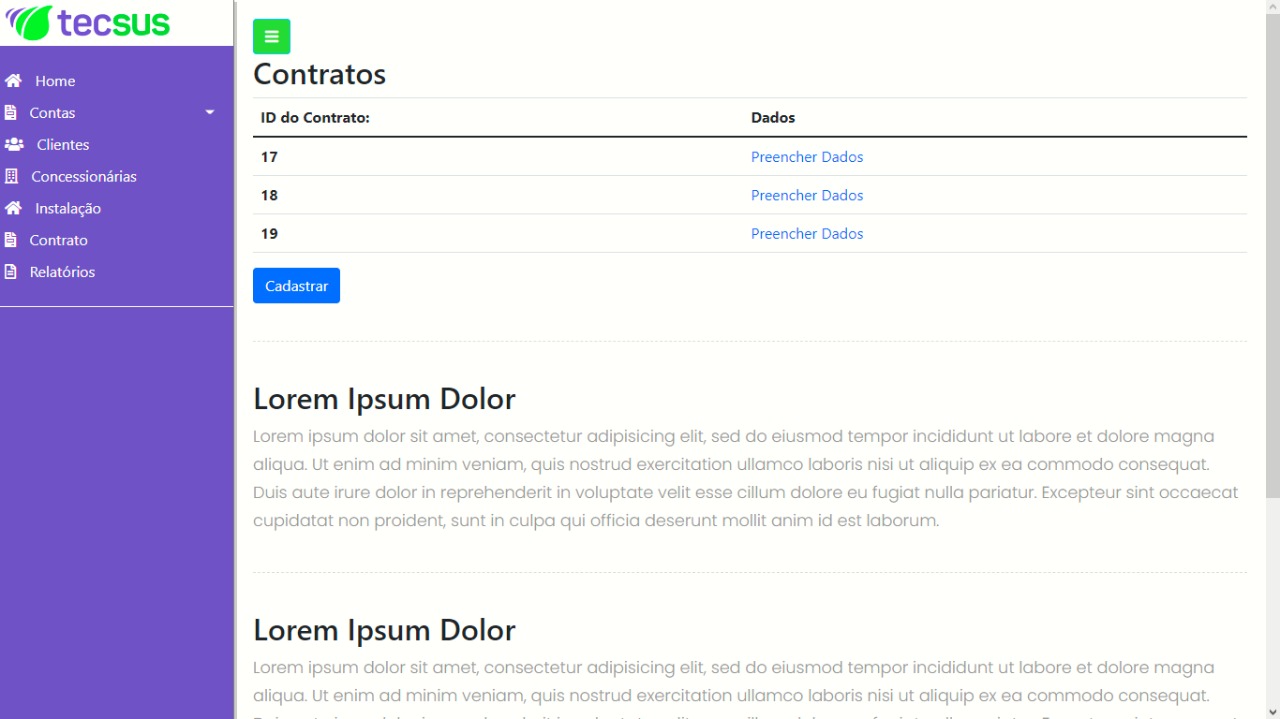 tecsus
Home
Contas
Clientes
Concessionárias
Instalação
Contrato
Relatórios
Contratos
ID do Contrato: Dados
17 Preencher Dados
18 Preencher Dados
19 Preencher Dados
Cadastrar
Lorem Ipsum Dolor
Lorem ipsum dolor sit amet, consectetur adipisicing elit, sed do eiusmod tempor incididunt ut labore et dolore magna
aliqua. Ut enim ad minim veniam, quis nostrud exercitation ullamco laboris nisi ut aliquip ex ea commodo consequat.
Duis aute irure dolor in reprehenderit in voluptate velit esse cillum dolore eu fugiat nulla pariatur. Excepteur sint occaecat
cupidatat non proident, sunt in culpa qui officia deserunt mollit anim id est laborum.
Lorem Ipsum Dolor
Lorem ipsum dolor sit amet, consectetur adipisicing elit, sed do eiusmod tempor incididunt ut labore et dolore magna
aliqua. Ut enim ad minim veniam, quis nostrud exercitation ullamco laboris nisi ut aliquip ex ea commodo consequat.